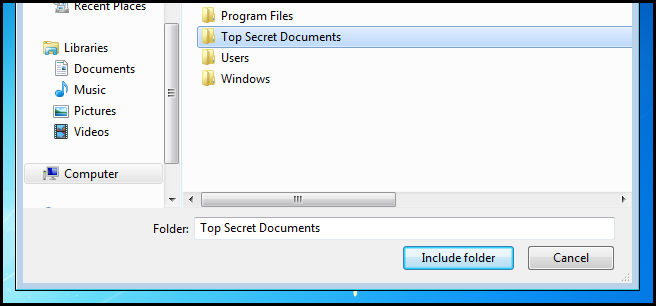 Recent Places
Libraries
Documents
Music
Pictures
Videos
Computer
Program Files
Top Secret Documents
Users
Windows
Folder: Top Secret Documents
Include folder
Cancel